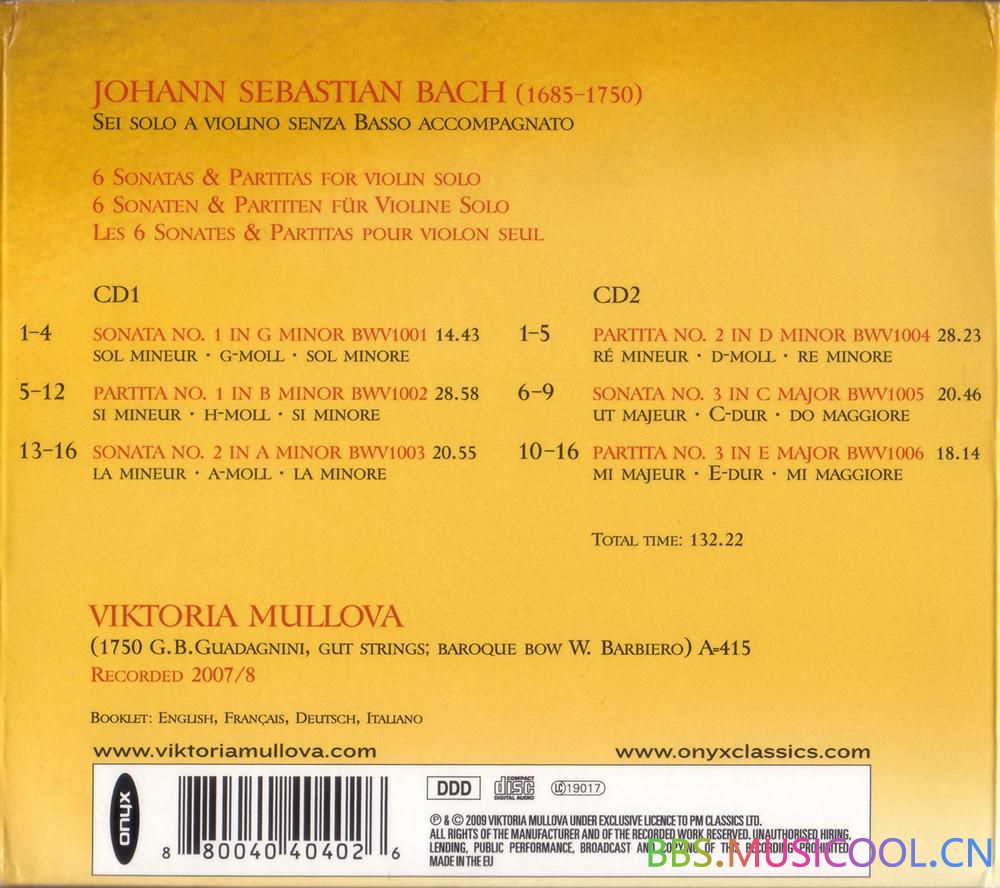 JOHANN SEBASTIAN BACH (1685-1750)
SEI SOLO A VIOLINO SENZA BASSO ACCOMPAGNATO
6 SONATAS & PARTITAS FOR VIOLIN SOLO
6 SONATEN & PARTITEN FÜR VIOLINE SOLO
LES 6 SONATES & PARTITAS POUR VIOLON SEUL
CD1
1-4 SONATA NO. 1 IN G MINOR BWV1001 14.43
SOL MINEUR · G-MOLL · SOL MINORE
5-12 PARTITA NO. 1 IN B MINOR BWV1002 28.58
SI MINEUR · H-MOLL · SI MINORE
13-16 SONATA NO. 2 IN A MINOR BWV1003 20.55
LA MINEUR · A-MOLL · LA MINORE
CD2
1-5 PARTITA NO. 2 IN D MINOR BWV1004 28.23
RÉ MINEUR · D-MOLL · RE MINORE
6-9 SONATA NO. 3 IN C MAJOR BWV1005 20.46
UT MAJEUR · C-DUR · DO MAGGIORE
10-16 PARTITA NO. 3 IN E MAJOR BWV1006 18.14
MI MAJEUR · E-DUR · MI MAGGIORE
TOTAL TIME: 132.22
VIKTORIA MULLOVA
(1750 G.B.GUADAGNINI, GUT STRINGS; BAROQUE BOW W. BARBIERO) A=415
RECORDED 2007/8
BOOKLET: ENGLISH, FRANÇAIS, DEUTSCH, ITALIANO
www.viktoriamullova.com
www.onyxclassics.com
onyx
8 80040 40402 6
DDD
COMPACT disc DIGITAL AUDIO
LC 19017
℗ & © 2009 VIKTORIA MULLOVA UNDER EXCLUSIVE LICENCE TO PM CLASSICS LTD.
ALL RIGHTS OF THE MANUFACTURER AND OF THE RECORDED WORK RESERVED. UNAUTHORISED HIRING,
LENDING, PUBLIC PERFORMANCE, BROADCAST AND COPYING OF THIS RECORDING PROHIBITED.
MADE IN THE EU
BBS.MUSICOOL.CN